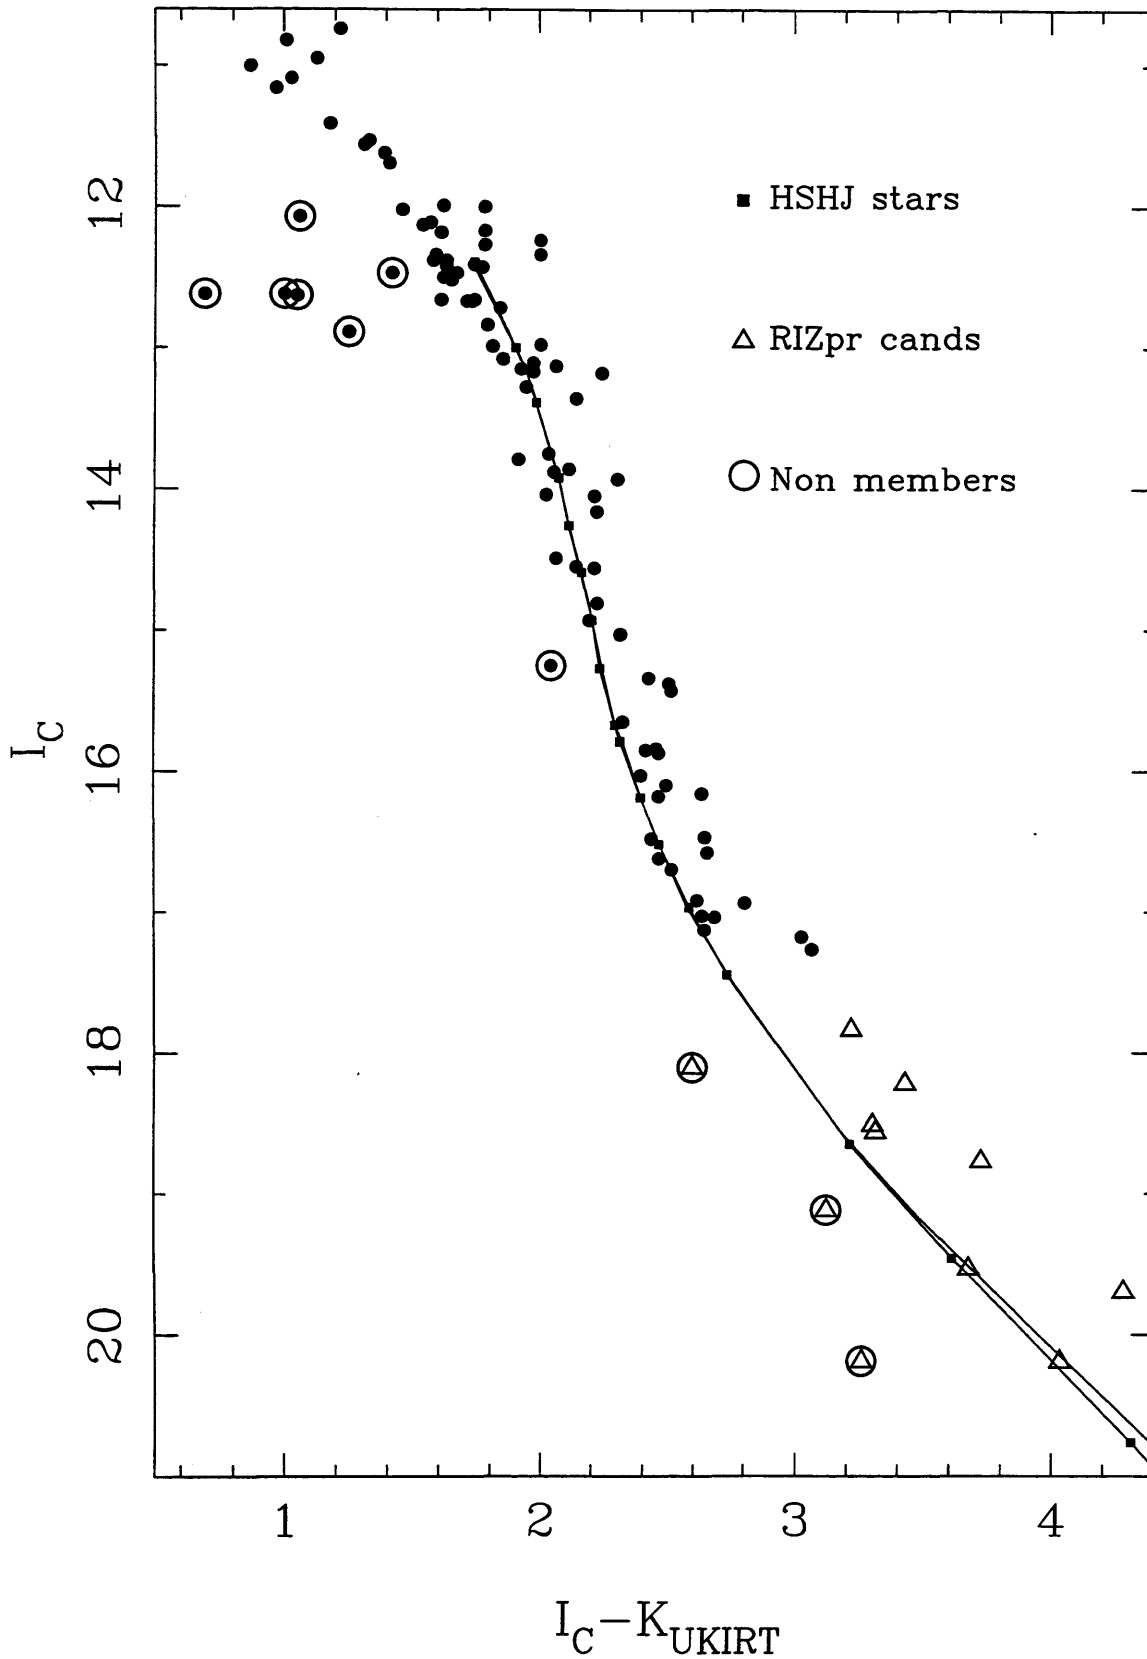 12
14
16
18
20
I_C
HSHJ stars
RIZpr cands
Non members
1 2 3 4
I_C−K_UKIRT